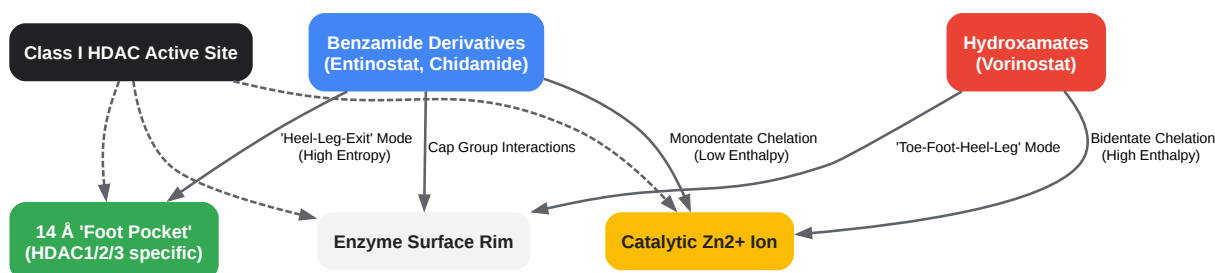 Class I HDAC Active Site
Benzamide Derivatives
(Entinostat, Chidamide)
Hydroxamates
(Vorinostat)
'Heel-Leg-Exit' Mode
(High Entropy)
Cap Group Interactions
Monodentate Chelation
(Low Enthalpy)
'Toe-Foot-Heel-Leg' Mode
Bidentate Chelation
(High Enthalpy)
14 Å 'Foot Pocket'
(HDAC1/2/3 specific)
Enzyme Surface Rim
Catalytic Zn2+ Ion